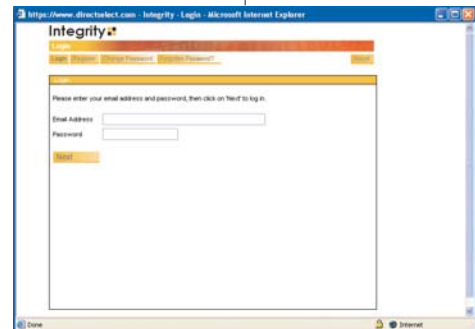 https://www.directselect.com - Integrity - Login - Microsoft Internet Explorer
Integrity
Login
Login Register Change Password Forgotten Password? Next
Login
Please enter your email address and password, then click on 'Next' to log in.
Email Address
Password
Next
Done Internet